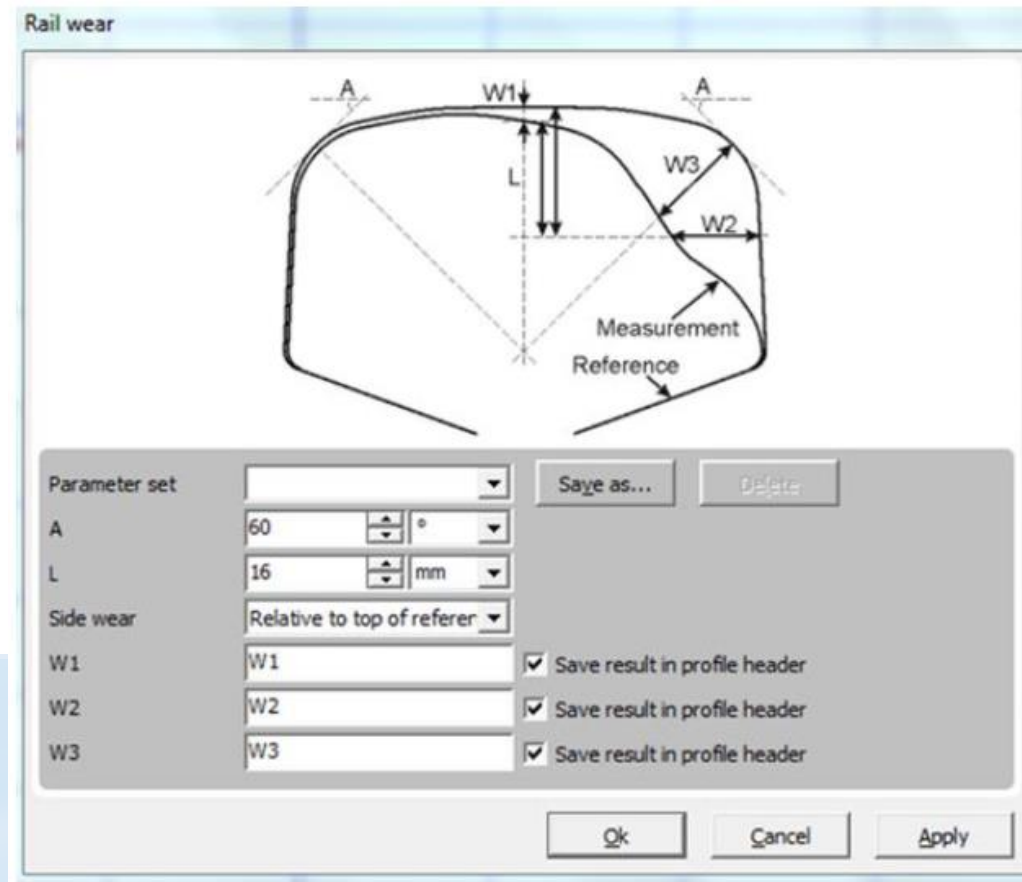 Rail wear
A
W1
A
W3
L
W2
Measurement
Reference
Parameter set
Save as...
Delete
A
60
°
L
16
mm
Side wear
Relative to top of referer
W1
W1
Save result in profile header
W2
W2
Save result in profile header
W3
W3
Save result in profile header
Ok
Cancel
Apply